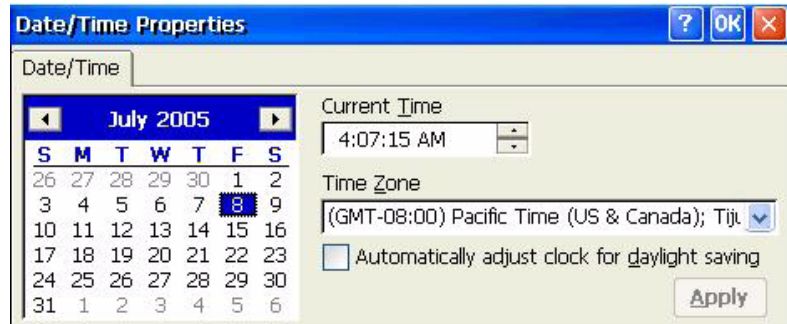 Date/Time Properties ? OK ×
Date/Time
July 2005
S M T W T F S
26 27 28 29 30 1 2
3 4 5 6 7 8 9
10 11 12 13 14 15 16
17 18 19 20 21 22 23
24 25 26 27 28 29 30
31 1 2 3 4 5 6
Current Time
4:07:15 AM
Time Zone
(GMT-08:00) Pacific Time (US & Canada);
Automatically adjust clock for daylight saving
Apply